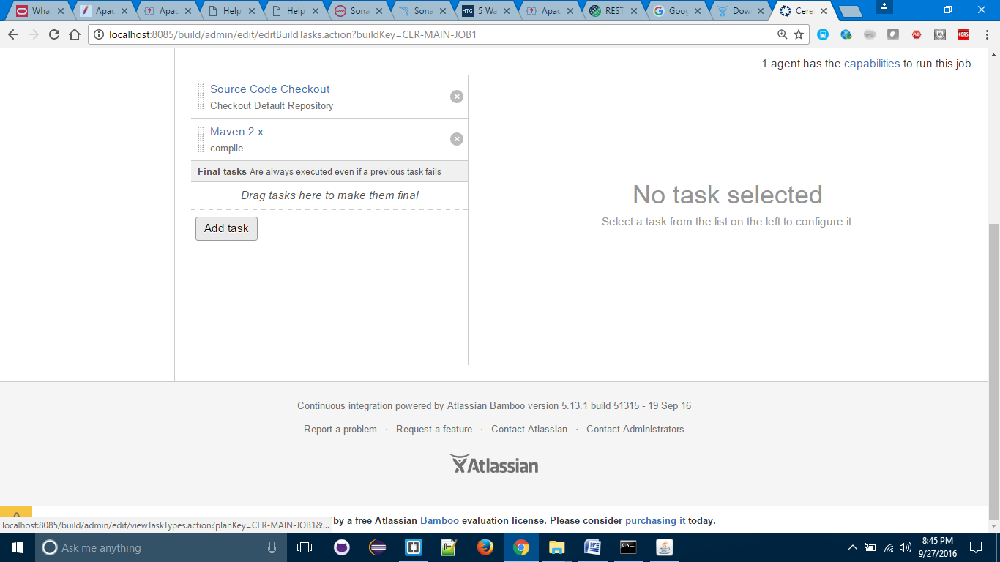 What
Apac
Apac
Help
Help
Sona
Sona
HTG 5 Wa
Apac
REST
Goog
Dow
Cere
localhost:8085/build/admin/edit/editBuildTasks.action?buildKey=CER-MAIN-JOB1
CORS
1 agent has the capabilities to run this job
Source Code Checkout
Checkout Default Repository
Maven 2.x
compile
Final tasks Are always executed even if a previous task fails
Drag tasks here to make them final
Add task
No task selected
Select a task from the list on the left to configure it.
Continuous integration powered by Atlassian Bamboo version 5.13.1 build 51315 - 19 Sep 16
Report a problem · Request a feature · Contact Atlassian · Contact Administrators
Atlassian
by a free Atlassian Bamboo evaluation license. Please consider purchasing it today.
localhost:8085/build/admin/edit/viewTaskTypes.action?planKey=CER-MAIN-JOB1&...
Ask me anything
8:45 PM
9/27/2016